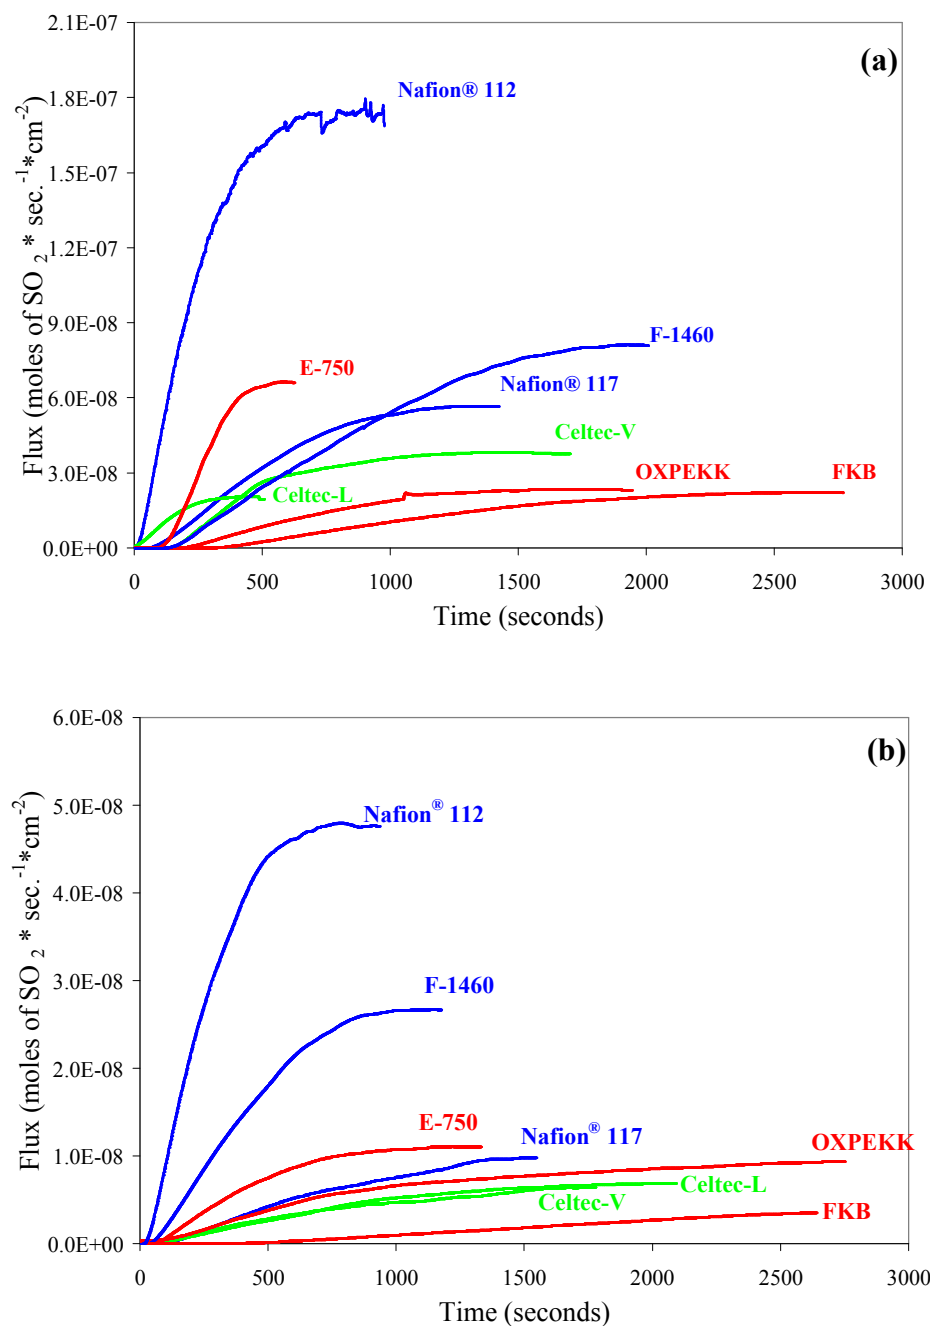 2.1E-07
(a)
Nafion® 112
1.8E-07
1.5E-07
1.2E-07
9.0E-08
F-1460
E-750
Nafion® 117
6.0E-08
Celtec-V
3.0E-08
OXPEKK
FKB
Celtec-L
0.0E+00
0
500
1000
1500
2000
2500
3000
Time (seconds)
Flux (moles of SO 2 * sec.-1*cm-2)
6.0E-08
(b)
5.0E-08
Nafion® 112
4.0E-08
3.0E-08
F-1460
2.0E-08
E-750
Nafion® 117
OXPEKK
1.0E-08
Celtec-L
Celtec-V
FKB
0.0E+00
0
500
1000
1500
2000
2500
3000
Time (seconds)
Flux (moles of SO 2 * sec.-1*cm-2)